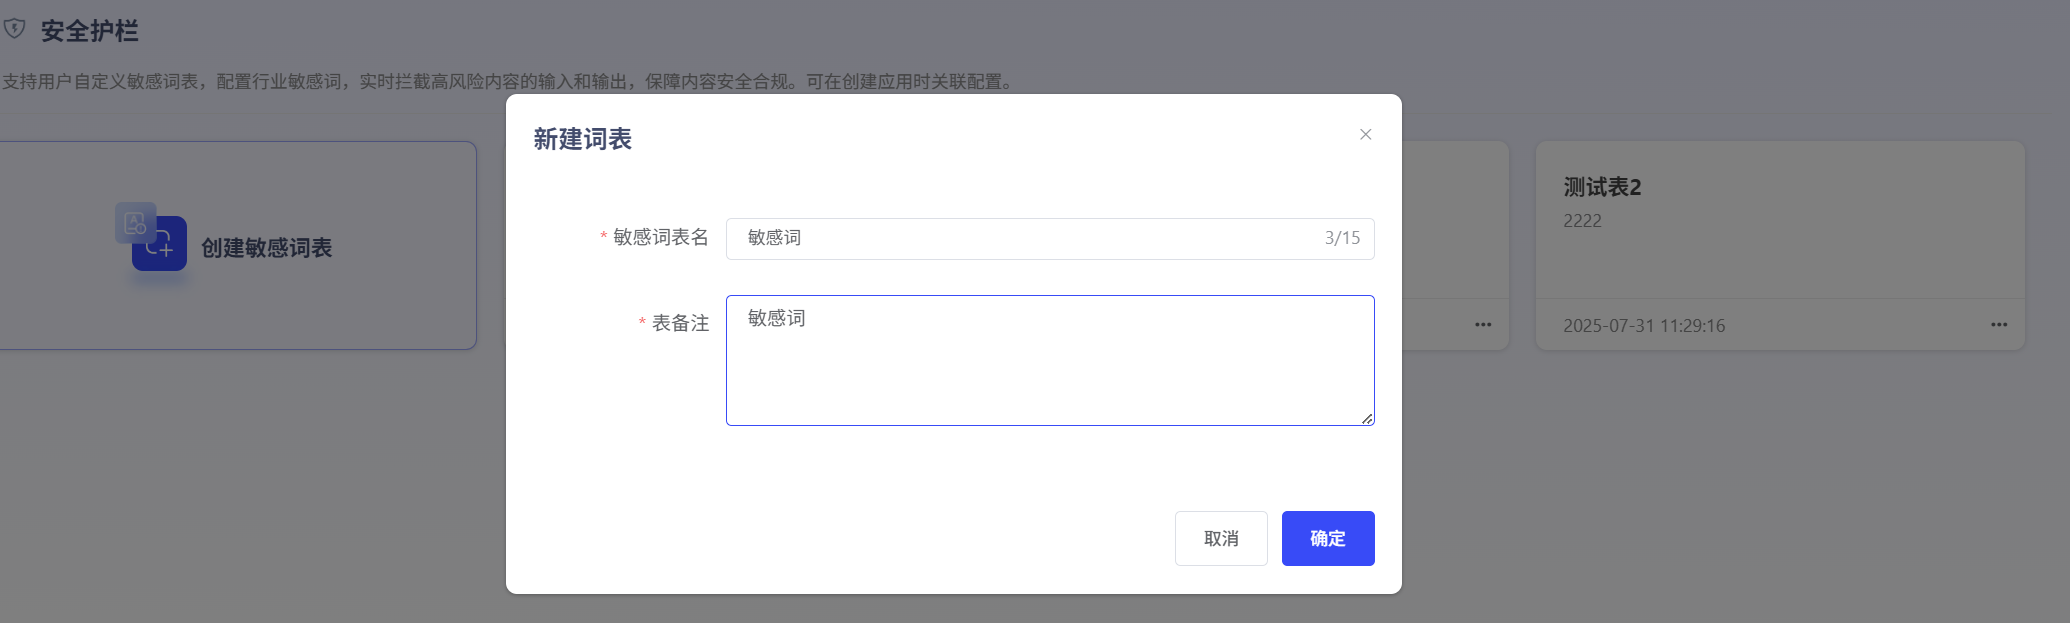 安全护栏
支持用户自定义敏感词表，配置行业敏感词，实时拦截高风险内容的输入和输出，保障内容安全合规。可在创建应用时关联配置。
新建词表
* 敏感词表名 敏感词 3/15
* 表备注 敏感词
取消 确定
创建敏感词表
测试表2
2222
2025-07-31 11:29:16